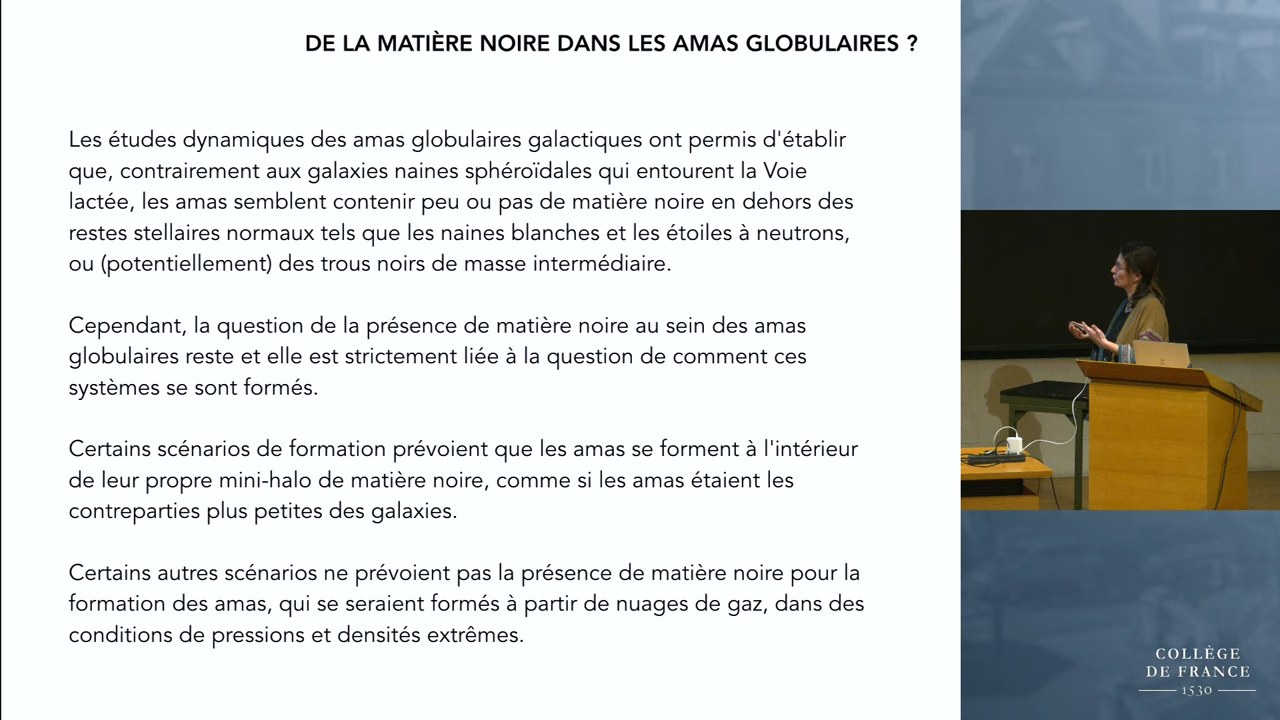 DE LA MATIÈRE NOIRE DANS LES AMAS GLOBULAIRES ?
Les études dynamiques des amas globulaires galactiques ont permis d'établir
que, contrairement aux galaxies naines sphéroïdales qui entourent la Voie
lactée, les amas semblent contenir peu ou pas de matière noire en dehors des
restes stellaires normaux tels que les naines blanches et les étoiles à neutrons,
ou (potentiellement) des trous noirs de masse intermédiaire.
Cependant, la question de la présence de matière noire au sein des amas
globulaires reste et elle est strictement liée à la question de comment ces
systèmes se sont formés.
Certains scénarios de formation prévoient que les amas se forment à l'intérieur
de leur propre mini-halo de matière noire, comme si les amas étaient les
contreparties plus petites des galaxies.
Certains autres scénarios ne prévoient pas la présence de matière noire pour la
formation des amas, qui se seraient formés à partir de nuages de gaz, dans des
conditions de pressions et densités extrêmes.
COLLÈGE
DE FRANCE
1530